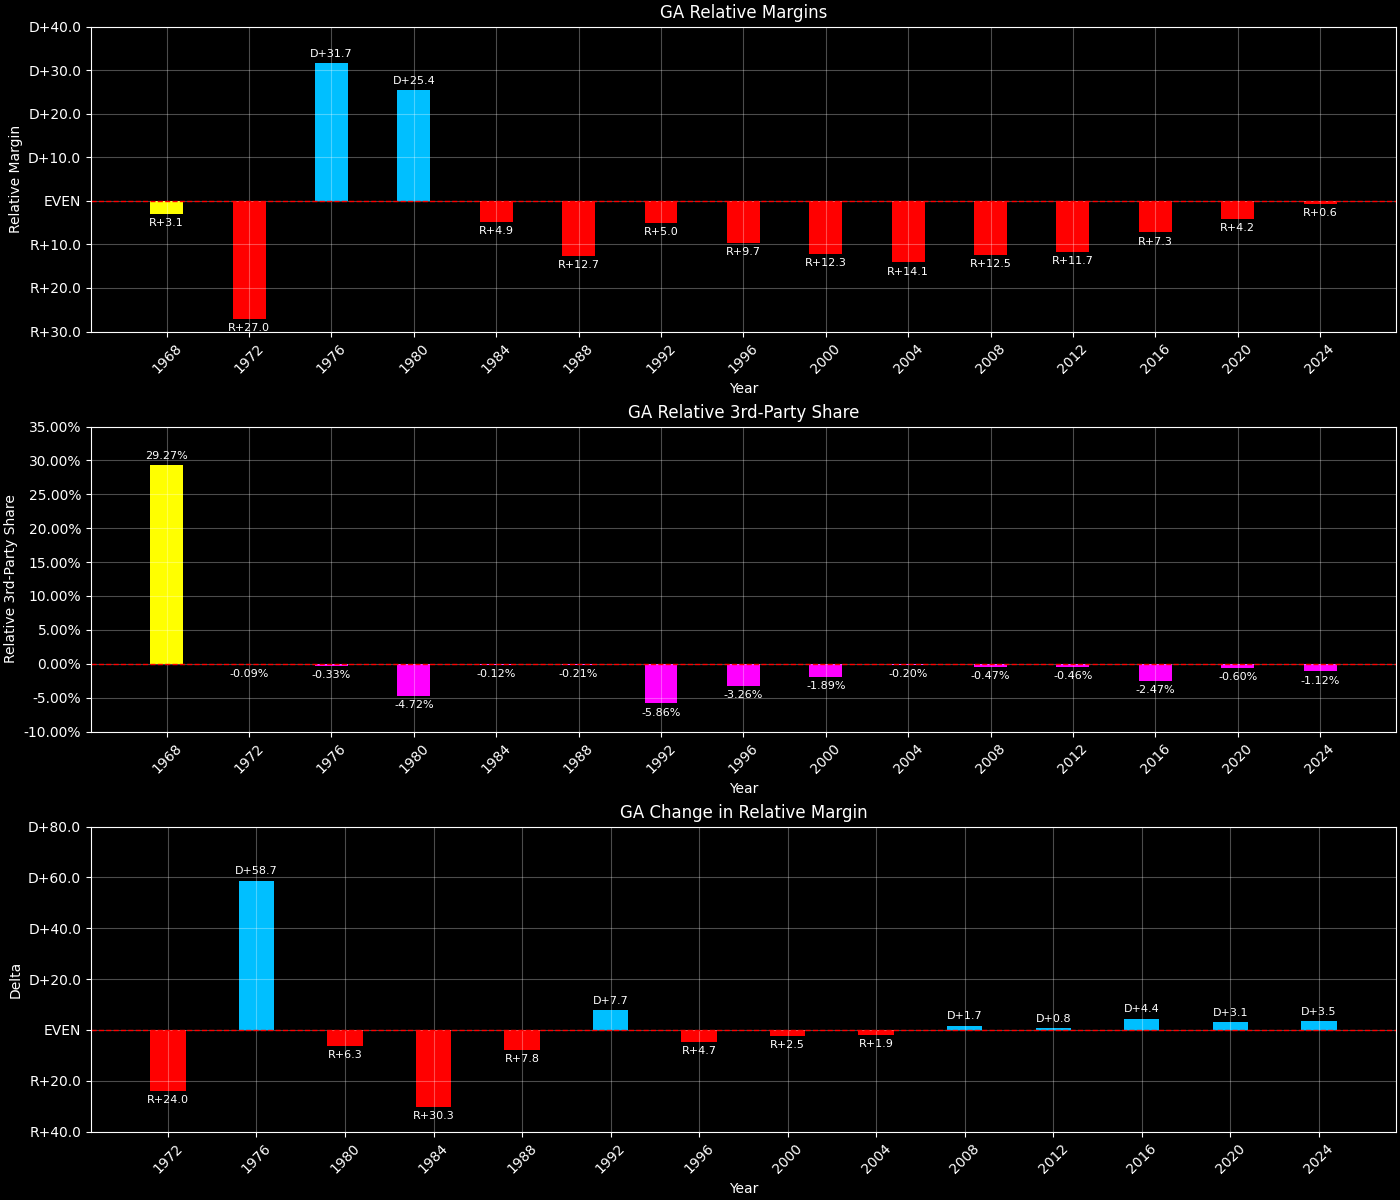 GA Relative Margins
D+40.0
D+30.0
D+20.0
D+10.0
EVEN
R+10.0
R+20.0
R+30.0
Relative Margin
R+3.1
R+27.0
D+31.7
D+25.4
R+4.9
R+12.7
R+5.0
R+9.7
R+12.3
R+14.1
R+12.5
R+11.7
R+7.3
R+4.2
R+0.6
1968 1972 1976 1980 1984 1988 1992 1996 2000 2004 2008 2012 2016 2020 2024
Year
GA Relative 3rd-Party Share
35.00%
30.00%
25.00%
20.00%
15.00%
10.00%
5.00%
0.00%
-5.00%
-10.00%
Relative 3rd-Party Share
29.27%
-0.09%
-0.33%
-4.72%
-0.12%
-0.21%
-5.86%
-3.26%
-1.89%
-0.20%
-0.47%
-0.46%
-2.47%
-0.60%
-1.12%
1968 1972 1976 1980 1984 1988 1992 1996 2000 2004 2008 2012 2016 2020 2024
Year
GA Change in Relative Margin
D+80.0
D+60.0
D+40.0
D+20.0
EVEN
R+20.0
R+40.0
Delta
R+24.0
D+58.7
R+6.3
R+30.3
R+7.8
D+7.7
R+4.7
R+2.5
R+1.9
D+1.7
D+0.8
D+4.4
D+3.1
D+3.5
1972 1976 1980 1984 1988 1992 1996 2000 2004 2008 2012 2016 2020 2024
Year